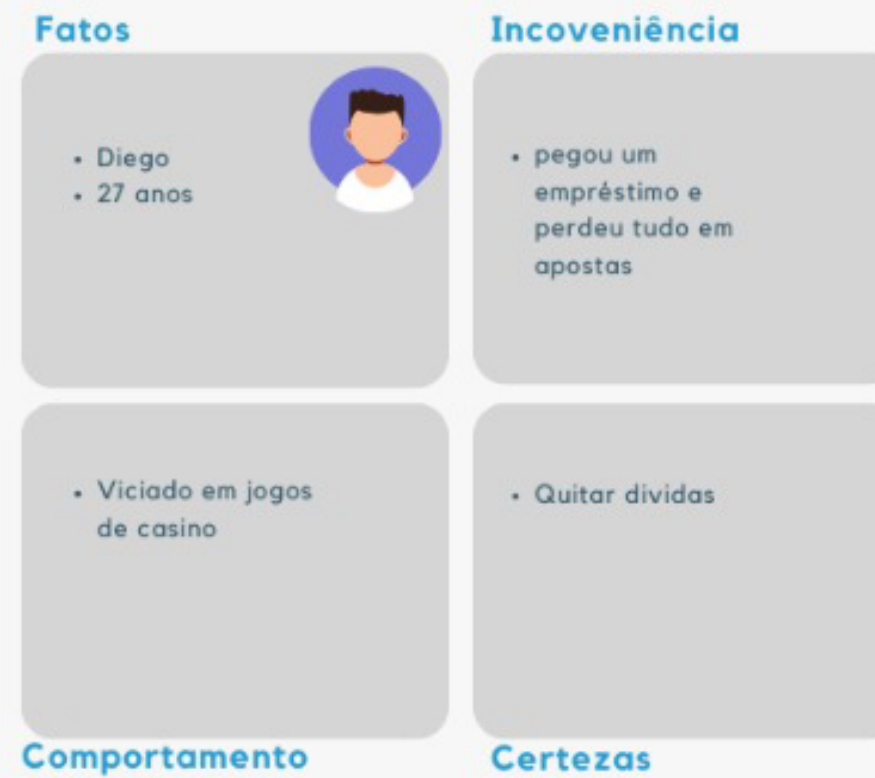 Fatos
• Diego
• 27 anos
Incoveniência
• pegou um
empréstimo e
perdeu tudo em
apostas
• Viciado em jogos
de casino
Comportamento
• Quitar dividas
Certezas